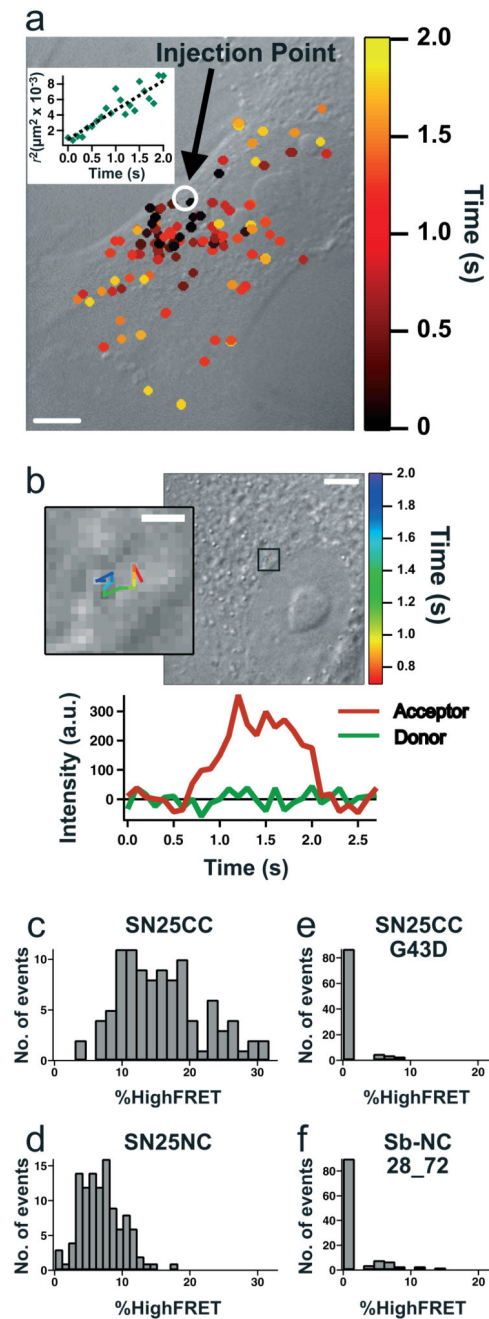 a
Injection Point
r²(µm² x 10⁻³)
8
6
4
2
0.0 0.5 1.0 1.5 2.0
Time (s)
2.0
1.5
1.0
0.5
0
Time (s)
b
2.0
1.8
1.6
1.4
1.2
1.0
0.8
Time (s)
Intensity (a.u.)
300
200
100
0
Acceptor
Donor
0.0 0.5 1.0 1.5 2.0 2.5
Time (s)
c
SN25CC
No. of events
10
5
0
0 10 20 30
%HighFRET
e
SN25CC
G43D
No. of events
80
60
40
20
0
0 10 20
%HighFRET
d
SN25NC
No. of events
15
10
5
0
0 10 20 30
%HighFRET
f
Sb-NC
28_72
No. of events
80
60
40
20
0
0 10 20
%HighFRET